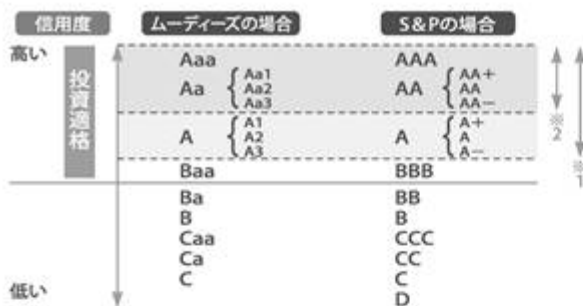 信用度 ムーディーズの場合 S&Pの場合
高い
投資適格
Aaa AAA
Aa1 AA+
Aa Aa2 AA AA
Aa3 AA−
A1 A+
A A2 A A
A3 A−
Baa BBB
Ba BB
B B
Caa CCC
Ca CC
C C
低い D
※2
※1